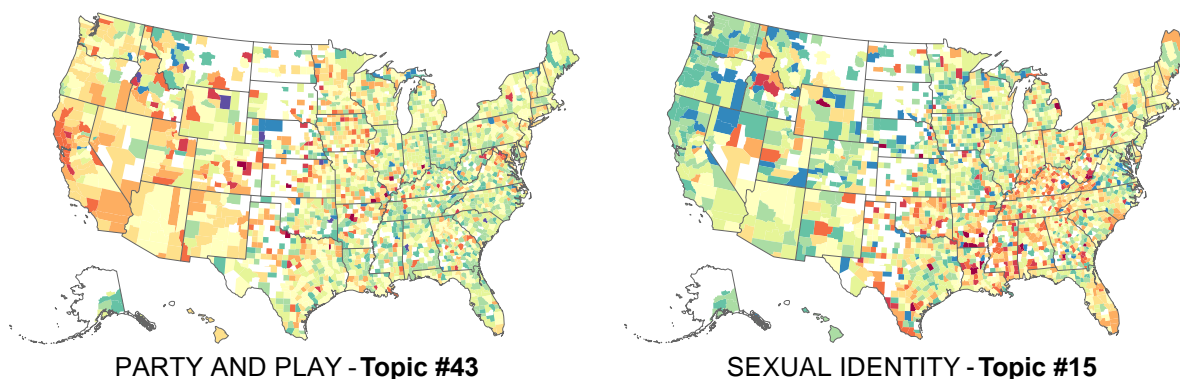 PARTY AND PLAY - Topic #43
SEXUAL IDENTITY - Topic #15